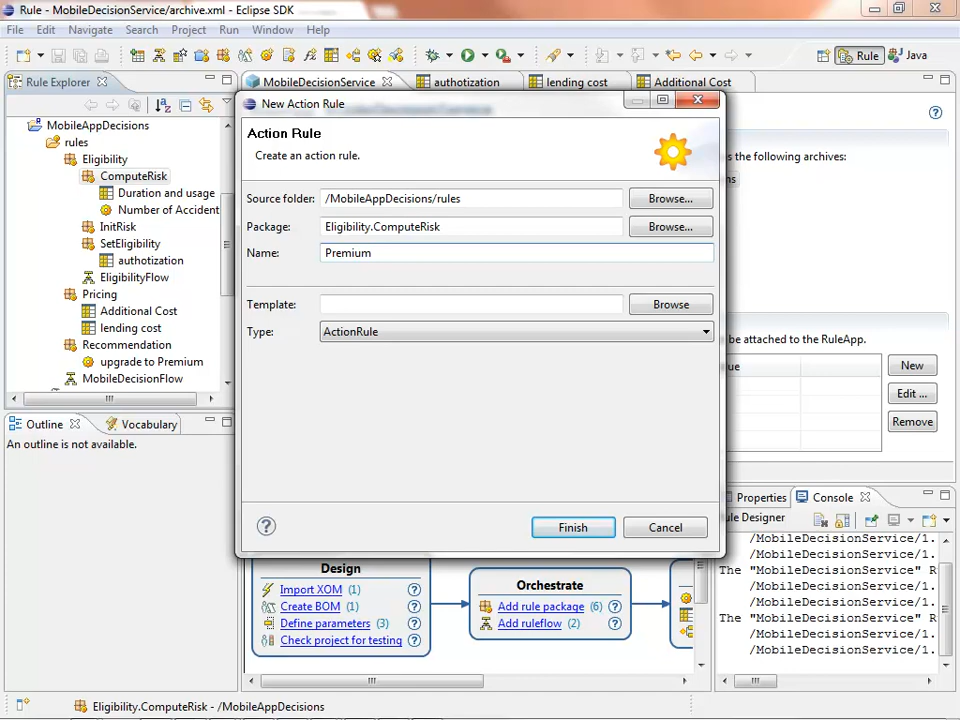 Rule - MobileDecisionService/archive.xml - Eclipse SDK
File Edit Navigate Search Project Run Window Help
Rule Java
Rule Explorer
MobileDecisionService authotization lending cost Additional Cost
MobileAppDecisions
rules
Eligibility
ComputeRisk
Duration and usage
Number of Accident
InitRisk
SetEligibility
authotization
EligibilityFlow
Pricing
Additional Cost
lending cost
Recommendation
upgrade to Premium
MobileDecisionFlow
Outline Vocabulary
An outline is not available.
New Action Rule
Action Rule
Create an action rule.
Source folder: /MobileAppDecisions/rules Browse...
Package: Eligibility.ComputeRisk Browse...
Name: Premium
Template: Browse
Type: ActionRule
Finish Cancel
s the following archives:
ns
be attached to the RuleApp.
ue
New
Edit ...
Remove
Properties Console
ule Designer
/MobileDecisionService/1.
/MobileDecisionService/1.
The "MobileDecisionService" R
/MobileDecisionService/1.
/MobileDecisionService/1.
The "MobileDecisionService" R
/MobileDecisionService/1.
/MobileDecisionService/1.
Design
Import XOM (1)
Create BOM (1)
Define parameters (3)
Check project for testing
Orchestrate
Add rule package (6)
Add ruleflow (2)
Eligibility.ComputeRisk - /MobileAppDecisions